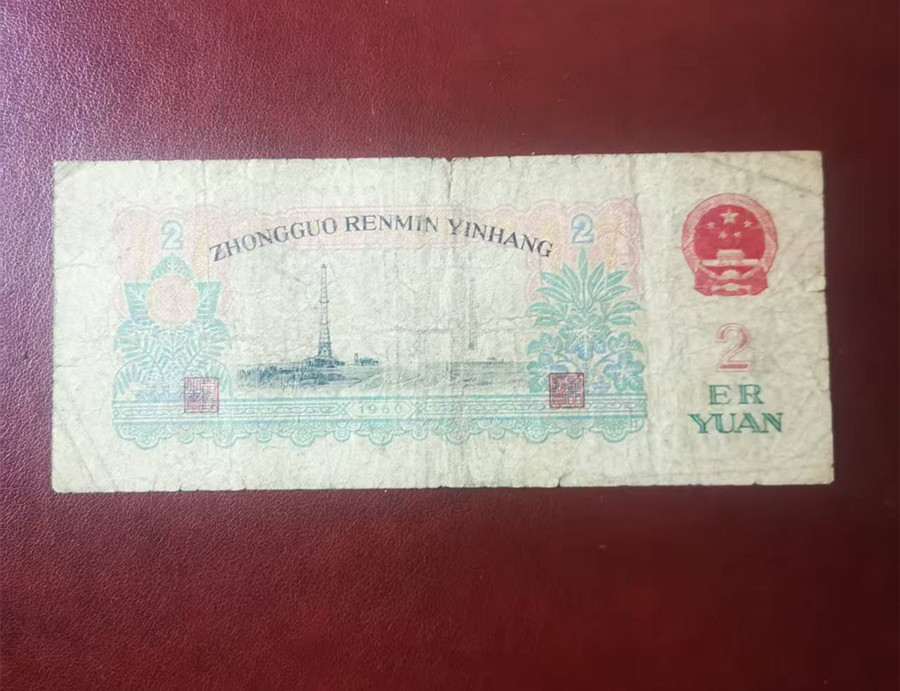 2
2
ZHONGGUO RENMIN YINHANG
2
ER
YUAN
1960